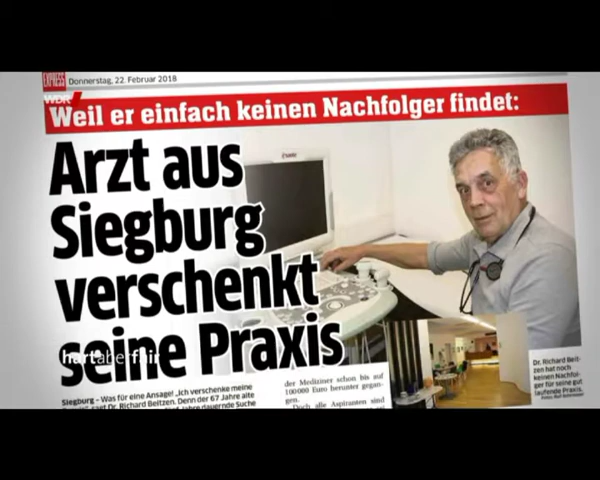 EXPRESS
Donnerstag, 22. Februar 2018
WDR
Weil er einfach keinen Nachfolger findet:
Arzt aus
Siegburg
verschenkt
seine Praxis
hartaberfair
Siegburg – Was für eine Ansage! „Ich verschenke meine
sagt Dr. Richard Beitzen. Denn der 67 Jahre alte
dauernde Suche
der Mediziner schon bis auf
100 000 Euro herunter gegan-
gen.
Doch alle Aspiranten sind
Dr. Richard Beit-
zen hat noch
keinen Nachfol-
ger für seine gut
laufende Praxis.